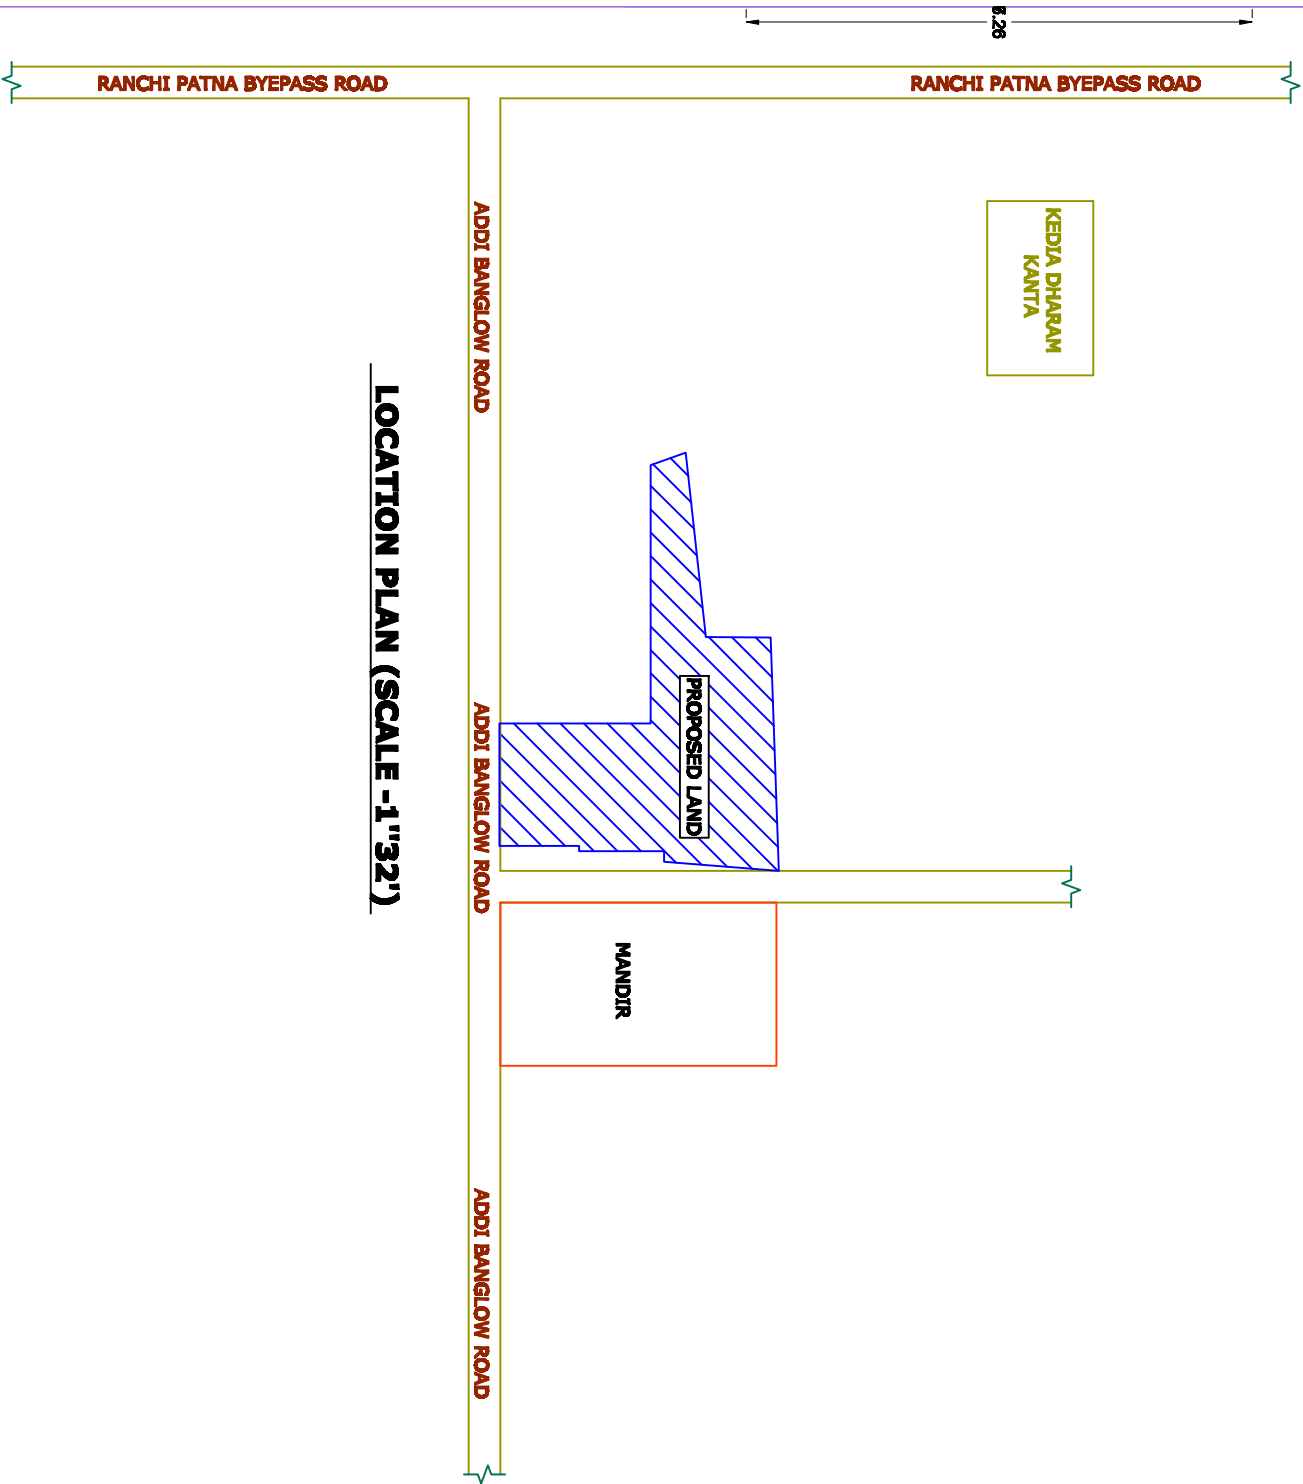 RANCHI PATNA BYEPASS ROAD
RANCHI PATNA BYEPASS ROAD
KEDIA DHARAM
KANTA
ADDI BANGLOW ROAD
LOCATION PLAN (SCALE -1"32')
PROPOSED LAND
ADDI BANGLOW ROAD
MANDIR
ADDI BANGLOW ROAD